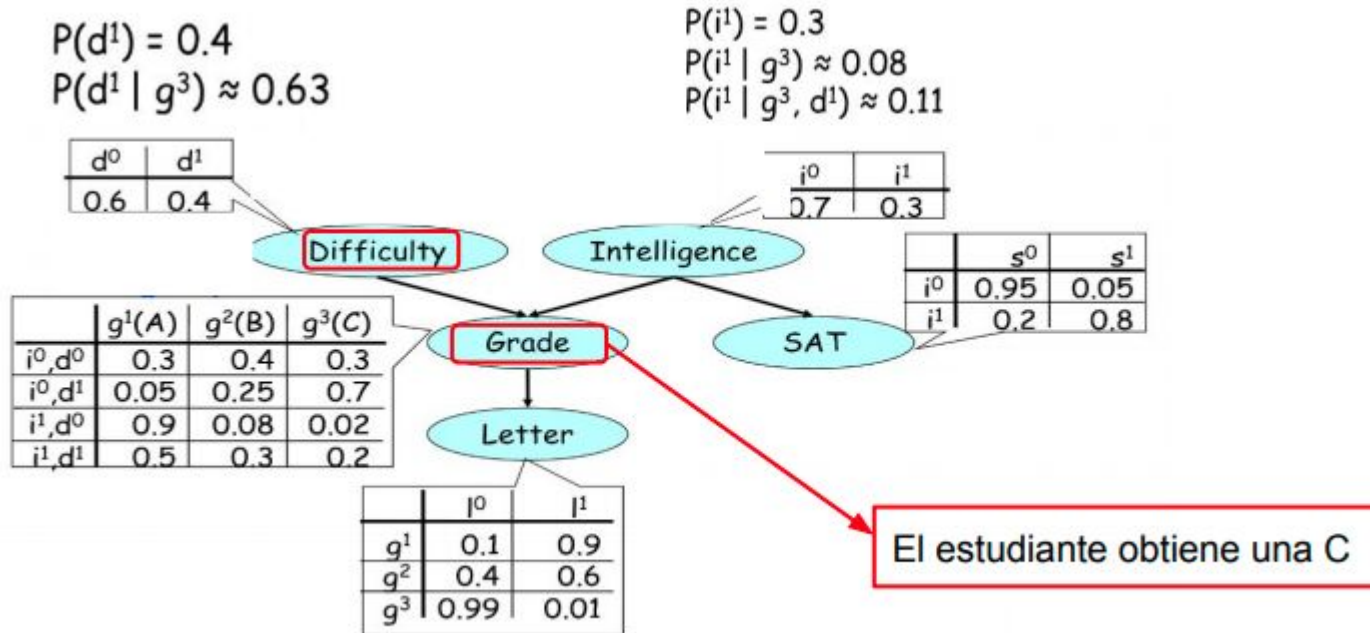 P(d¹) = 0.4
P(d¹ | g³) ≈ 0.63
P(i¹) = 0.3
P(i¹ | g³) ≈ 0.08
P(i¹ | g³, d¹) ≈ 0.11
d⁰ d¹
0.6 0.4
i⁰ i¹
0.7 0.3
Difficulty
Intelligence
s⁰ s¹
i⁰ 0.95 0.05
i¹ 0.2 0.8
g¹(A) g²(B) g³(C)
i⁰,d⁰ 0.3 0.4 0.3
i⁰,d¹ 0.05 0.25 0.7
i¹,d⁰ 0.9 0.08 0.02
i¹,d¹ 0.5 0.3 0.2
Grade
SAT
Letter
l⁰ l¹
g¹ 0.1 0.9
g² 0.4 0.6
g³ 0.99 0.01
El estudiante obtiene una C